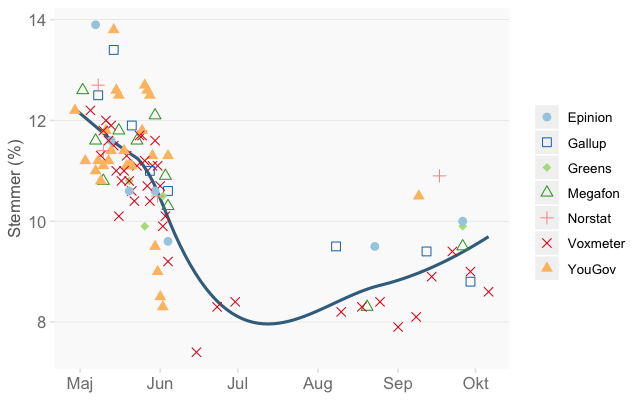 14
12
10
8
Stemmer (%)
Maj Jun Jul Aug Sep Okt
Epinion
Gallup
Greens
Megafon
Norstat
Voxmeter
YouGov